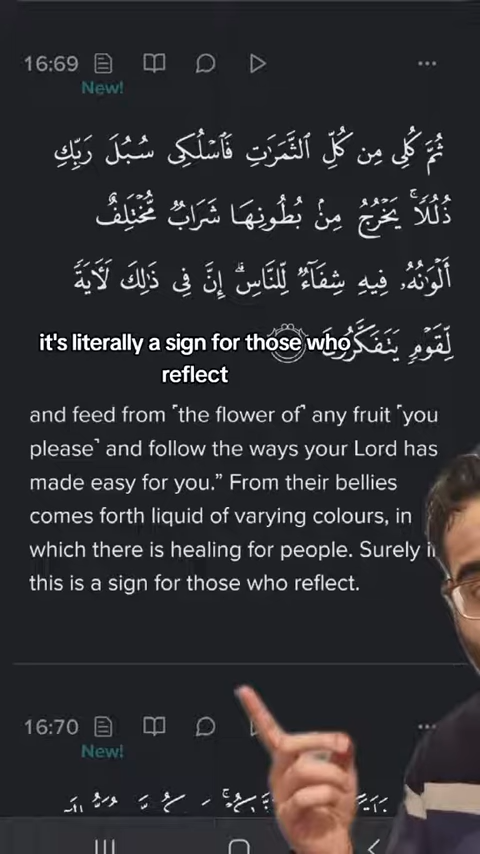 16:69
New!
ثُمَّ كُلِى مِن كُلِّ ٱلثَّمَرَٰتِ فَٱسْلُكِى سُبُلَ رَبِّكِ
ذُلُلًا ۚ يَخْرُجُ مِنۢ بُطُونِهَا شَرَابٌ مُّخْتَلِفٌ
أَلْوَٰنُهُۥ فِيهِ شِفَآءٌ لِّلنَّاسِ ۗ إِنَّ فِى ذَٰلِكَ لَـَٔايَةً
لِّقَوْمٍ يَتَفَكَّرُونَ
it's literally a sign for those who
reflect
and feed from ˹the flower of˺ any fruit ˹you
please˺ and follow the ways your Lord has
made easy for you.” From their bellies
comes forth liquid of varying colours, in
which there is healing for people. Surely
this is a sign for those who reflect.
16:70
New!